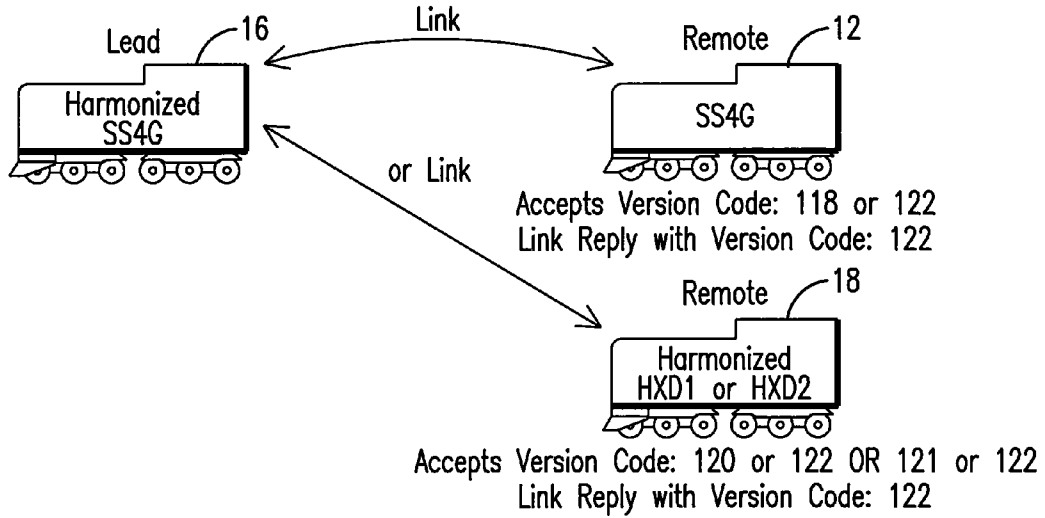 Lead
16
Link
Remote
12
Harmonized
SS4G
SS4G
or Link
Accepts Version Code: 118 or 122
Link Reply with Version Code: 122
Remote
18
Harmonized
HXD1 or HXD2
Accepts Version Code: 120 or 122 OR 121 or 122
Link Reply with Version Code: 122